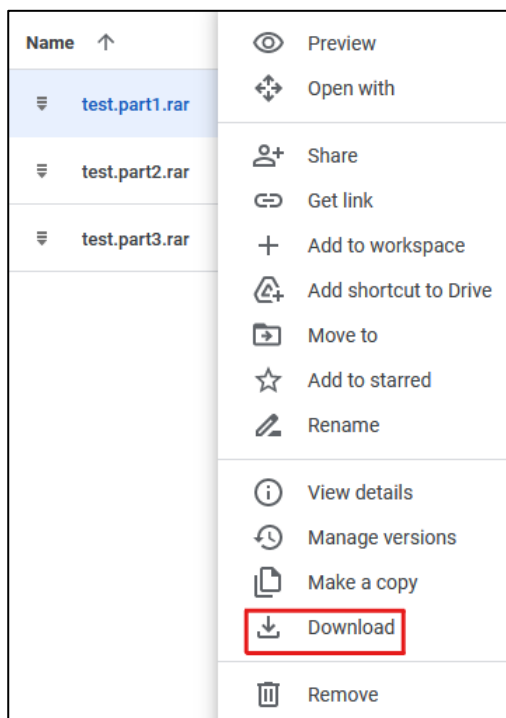 Name
test.part1.rar
test.part2.rar
test.part3.rar
Preview
Open with
Share
Get link
Add to workspace
Add shortcut to Drive
Move to
Add to starred
Rename
View details
Manage versions
Make a copy
Download
Remove